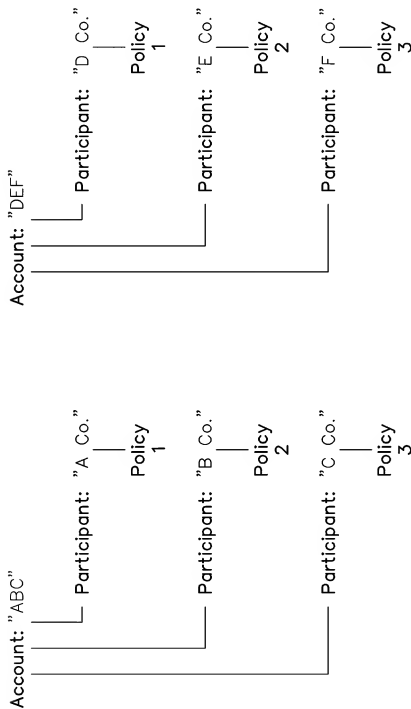 Account: "ABC"
Participant: "A Co."
Policy
1
Participant: "B Co."
Policy
2
Participant: "C Co."
Policy
3
Account: "DEF"
Participant: "D Co."
Policy
1
Participant: "E Co."
Policy
2
Participant: "F Co."
Policy
3